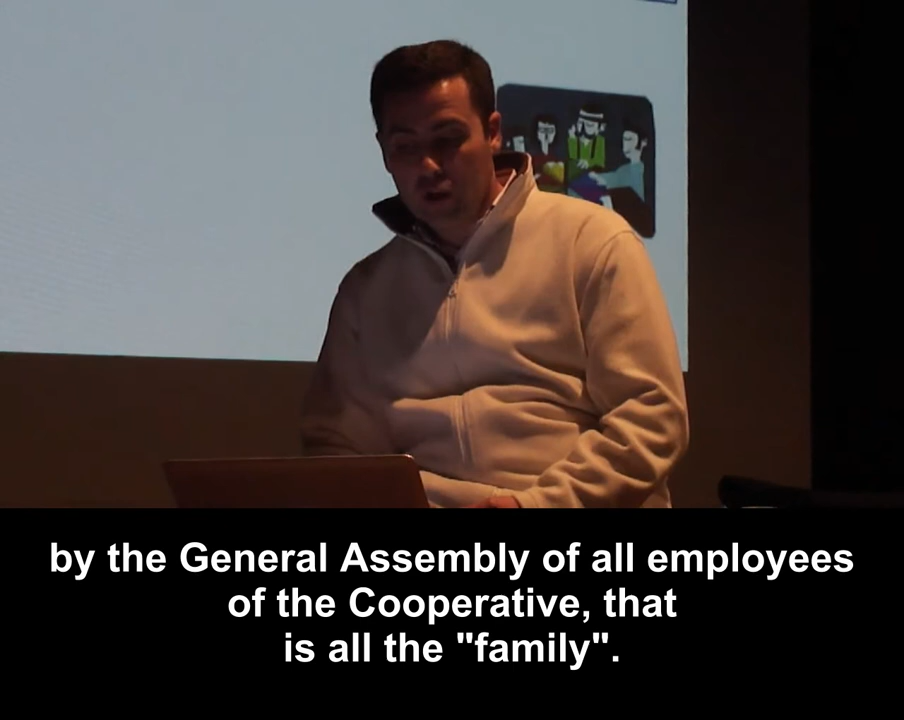 by the General Assembly of all employees
of the Cooperative, that
is all the "family".